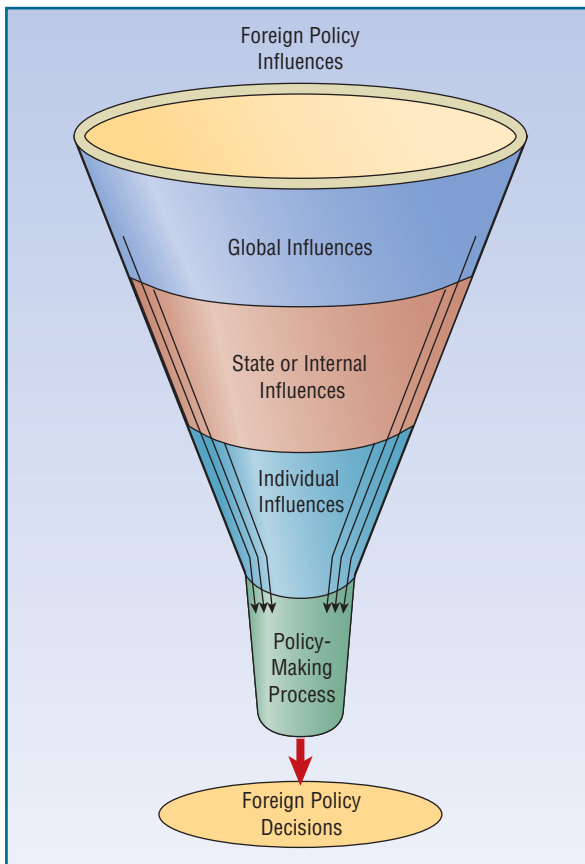 Foreign Policy
Influences
Global Influences
State or Internal
Influences
Individual
Influences
Policy-
Making
Process
Foreign Policy
Decisions